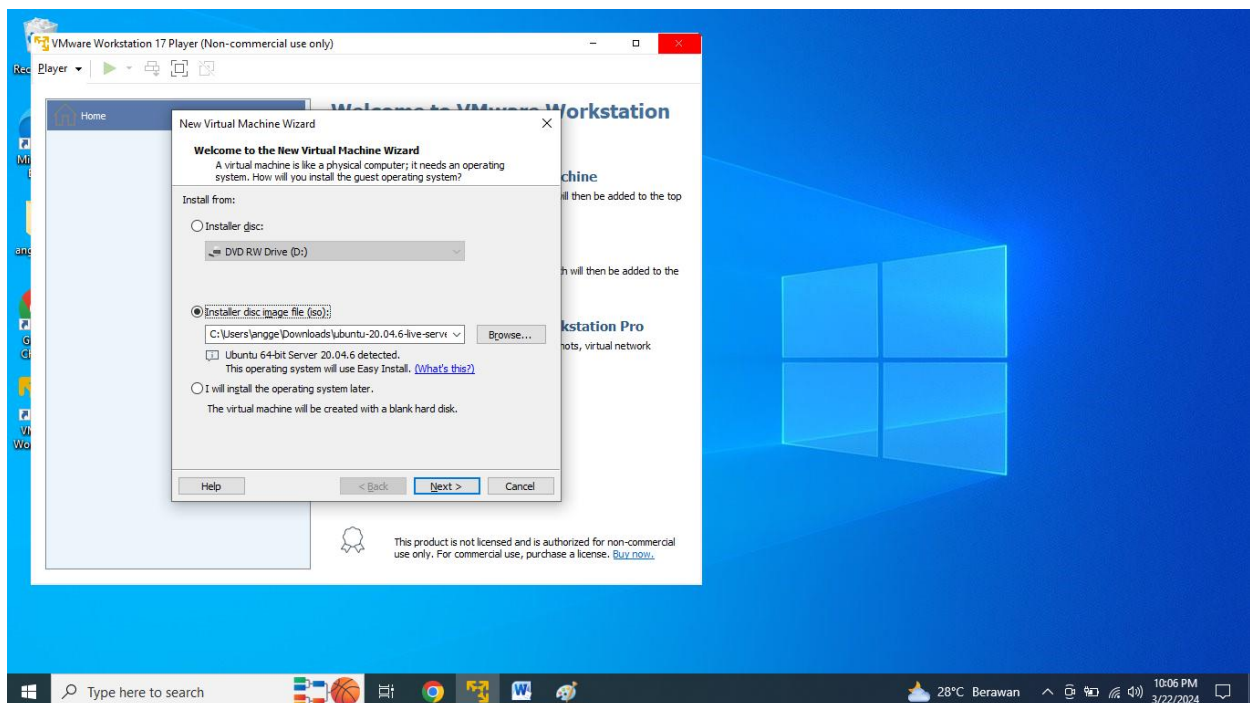 VMware Workstation 17 Player (Non-commercial use only)
Player
Home
Workstation
New Virtual Machine Wizard
Welcome to the New Virtual Machine Wizard
A virtual machine is like a physical computer; it needs an operating
system. How will you install the guest operating system?
Install from:
Installer disc:
DVD RW Drive (D:)
Installer disc image file (iso):
C:\Users\angge\Downloads\ubuntu-20.04.6-live-serve
Browse...
Ubuntu 64-bit Server 20.04.6 detected.
This operating system will use Easy Install. (What's this?)
I will install the operating system later.
The virtual machine will be created with a blank hard disk.
Help
< Back
Next >
Cancel
chine
will then be added to the top
h will then be added to the
kstation Pro
hots, virtual network
This product is not licensed and is authorized for non-commercial
use only. For commercial use, purchase a license. Buy now.
Type here to search
28°C Berawan
10:06 PM
3/22/2024